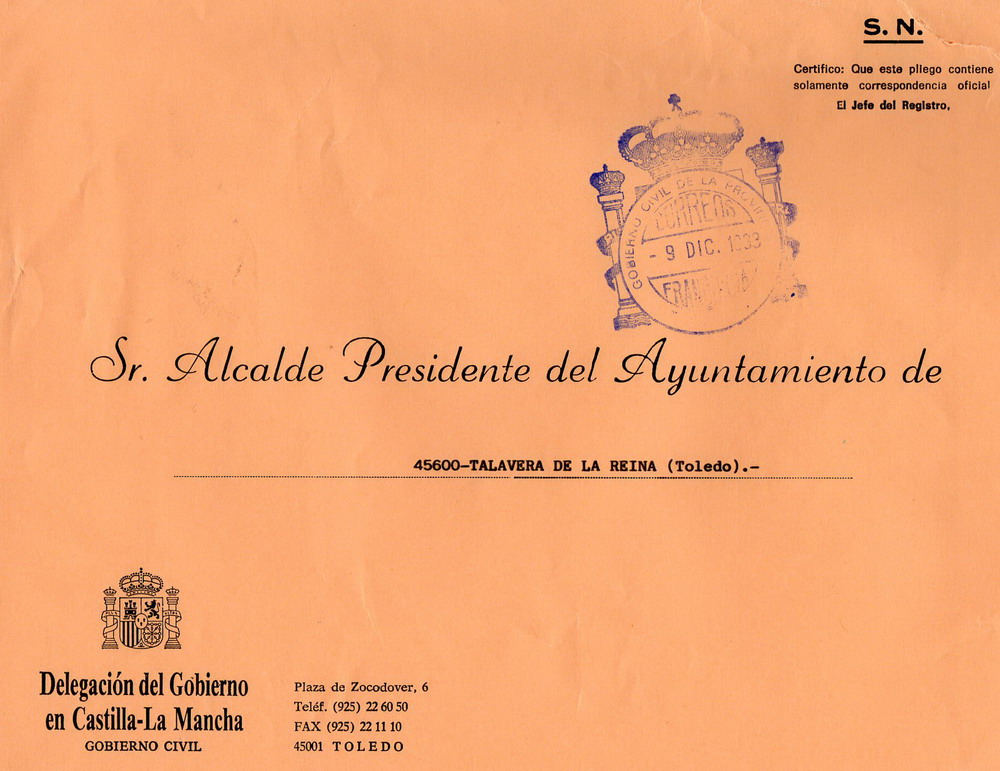 S. N.
Certifico: Que este pliego contiene
solamente correspondencia oficial
El Jefe del Registro,
GOBIERNO CIVIL DE LA
CORREOS
- 9 DIC. 1993
Sr. Alcalde Presidente del Ayuntamiento de
45600-TALAVERA DE LA REINA (Toledo).-
Delegación del Gobierno
en Castilla-La Mancha
GOBIERNO CIVIL
Plaza de Zocodover, 6
Teléf. (925) 22 60 50
FAX (925) 22 11 10
45001 TOLEDO